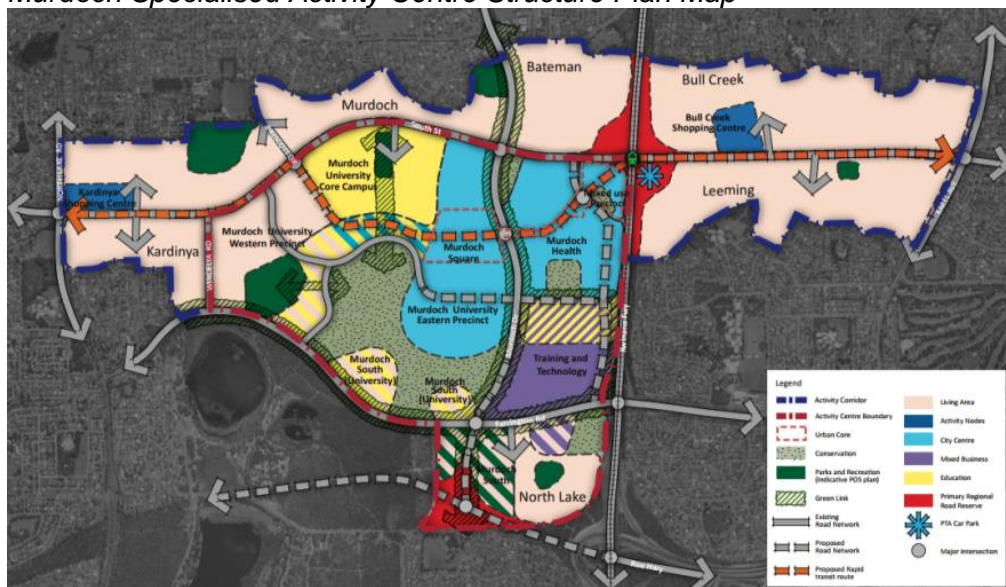 Murdoch Specialised Activity Centre Structure Plan Map
Bateman
Bull Creek
Murdoch
South St
Bull Creek
Shopping Centre
Murdoch
University
Core Campus
Mixed use
Precinct
Leeming
Kardinya
Shopping Centre
Murdoch University
Western Precinct
Kardinya
WINDELYA RD
Murdoch
Square
Murdoch
Health
Murdoch University
Eastern Precinct
Murdoch
South
(University)
Murdoch
South
(University)
Training and
Technology
Kwinana Fwy
Farrington Rd
Murdoch
South
North Lake
Roe Hwy
Legend
Activity Corridor
Activity Centre Boundary
Urban Core
Conservation
Parks and Recreation
(Indicative POS plan)
Green Link
Existing
Road Network
Proposed
Road Network
Proposed Rapid
transit route
Living Area
Activity Nodes
City Centre
Mixed Business
Education
Primary Regional
Road Reserve
PTA Car Park
Major Intersection